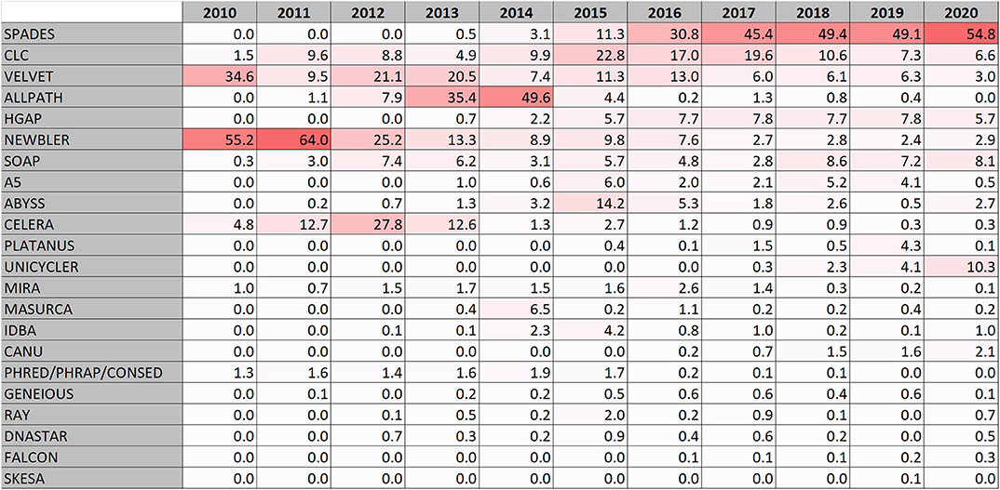 2010 2011 2012 2013 2014 2015 2016 2017 2018 2019 2020
SPADES 0.0 0.0 0.0 0.5 3.1 11.3 30.8 45.4 49.4 49.1 54.8
CLC 1.5 9.6 8.8 4.9 9.9 22.8 17.0 19.6 10.6 7.3 6.6
VELVET 34.6 9.5 21.1 20.5 7.4 11.3 13.0 6.0 6.1 6.3 3.0
ALLPATH 0.0 1.1 7.9 35.4 49.6 4.4 0.2 1.3 0.8 0.4 0.0
HGAP 0.0 0.0 0.0 0.7 2.2 5.7 7.7 7.8 7.7 7.8 5.7
NEWBLER 55.2 64.0 25.2 13.3 8.9 9.8 7.6 2.7 2.8 2.4 2.9
SOAP 0.3 3.0 7.4 6.2 3.1 5.7 4.8 2.8 8.6 7.2 8.1
A5 0.0 0.0 0.0 1.0 0.6 6.0 2.0 2.1 5.2 4.1 0.5
ABYSS 0.0 0.2 0.7 1.3 3.2 14.2 5.3 1.8 2.6 0.5 2.7
CELERA 4.8 12.7 27.8 12.6 1.3 2.7 1.2 0.9 0.9 0.3 0.3
PLATANUS 0.0 0.0 0.0 0.0 0.0 0.4 0.1 1.5 0.5 4.3 0.1
UNICYCLER 0.0 0.0 0.0 0.0 0.0 0.0 0.0 0.3 2.3 4.1 10.3
MIRA 1.0 0.7 1.5 1.7 1.5 1.6 2.6 1.4 0.3 0.2 0.1
MASURCA 0.0 0.0 0.0 0.4 6.5 0.2 1.1 0.2 0.2 0.4 0.2
IDBA 0.0 0.0 0.1 0.1 2.3 4.2 0.8 1.0 0.2 0.1 1.0
CANU 0.0 0.0 0.0 0.0 0.0 0.0 0.2 0.7 1.5 1.6 2.1
PHRED/PHRAP/CONSED 1.3 1.6 1.4 1.6 1.9 1.7 0.2 0.1 0.1 0.0 0.0
GENEIOUS 0.0 0.1 0.0 0.2 0.2 0.5 0.6 0.6 0.4 0.6 0.1
RAY 0.0 0.0 0.1 0.5 0.2 2.0 0.2 0.9 0.1 0.0 0.7
DNASTAR 0.0 0.0 0.7 0.3 0.2 0.9 0.4 0.6 0.2 0.0 0.5
FALCON 0.0 0.0 0.0 0.0 0.0 0.0 0.1 0.1 0.1 0.2 0.3
SKESA 0.0 0.0 0.0 0.0 0.0 0.0 0.0 0.0 0.0 0.1 0.0